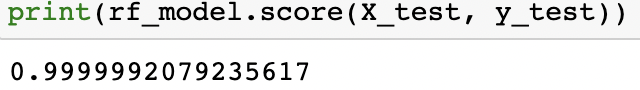 print(rf_model.score(X_test, y_test))
0.9999992079235617